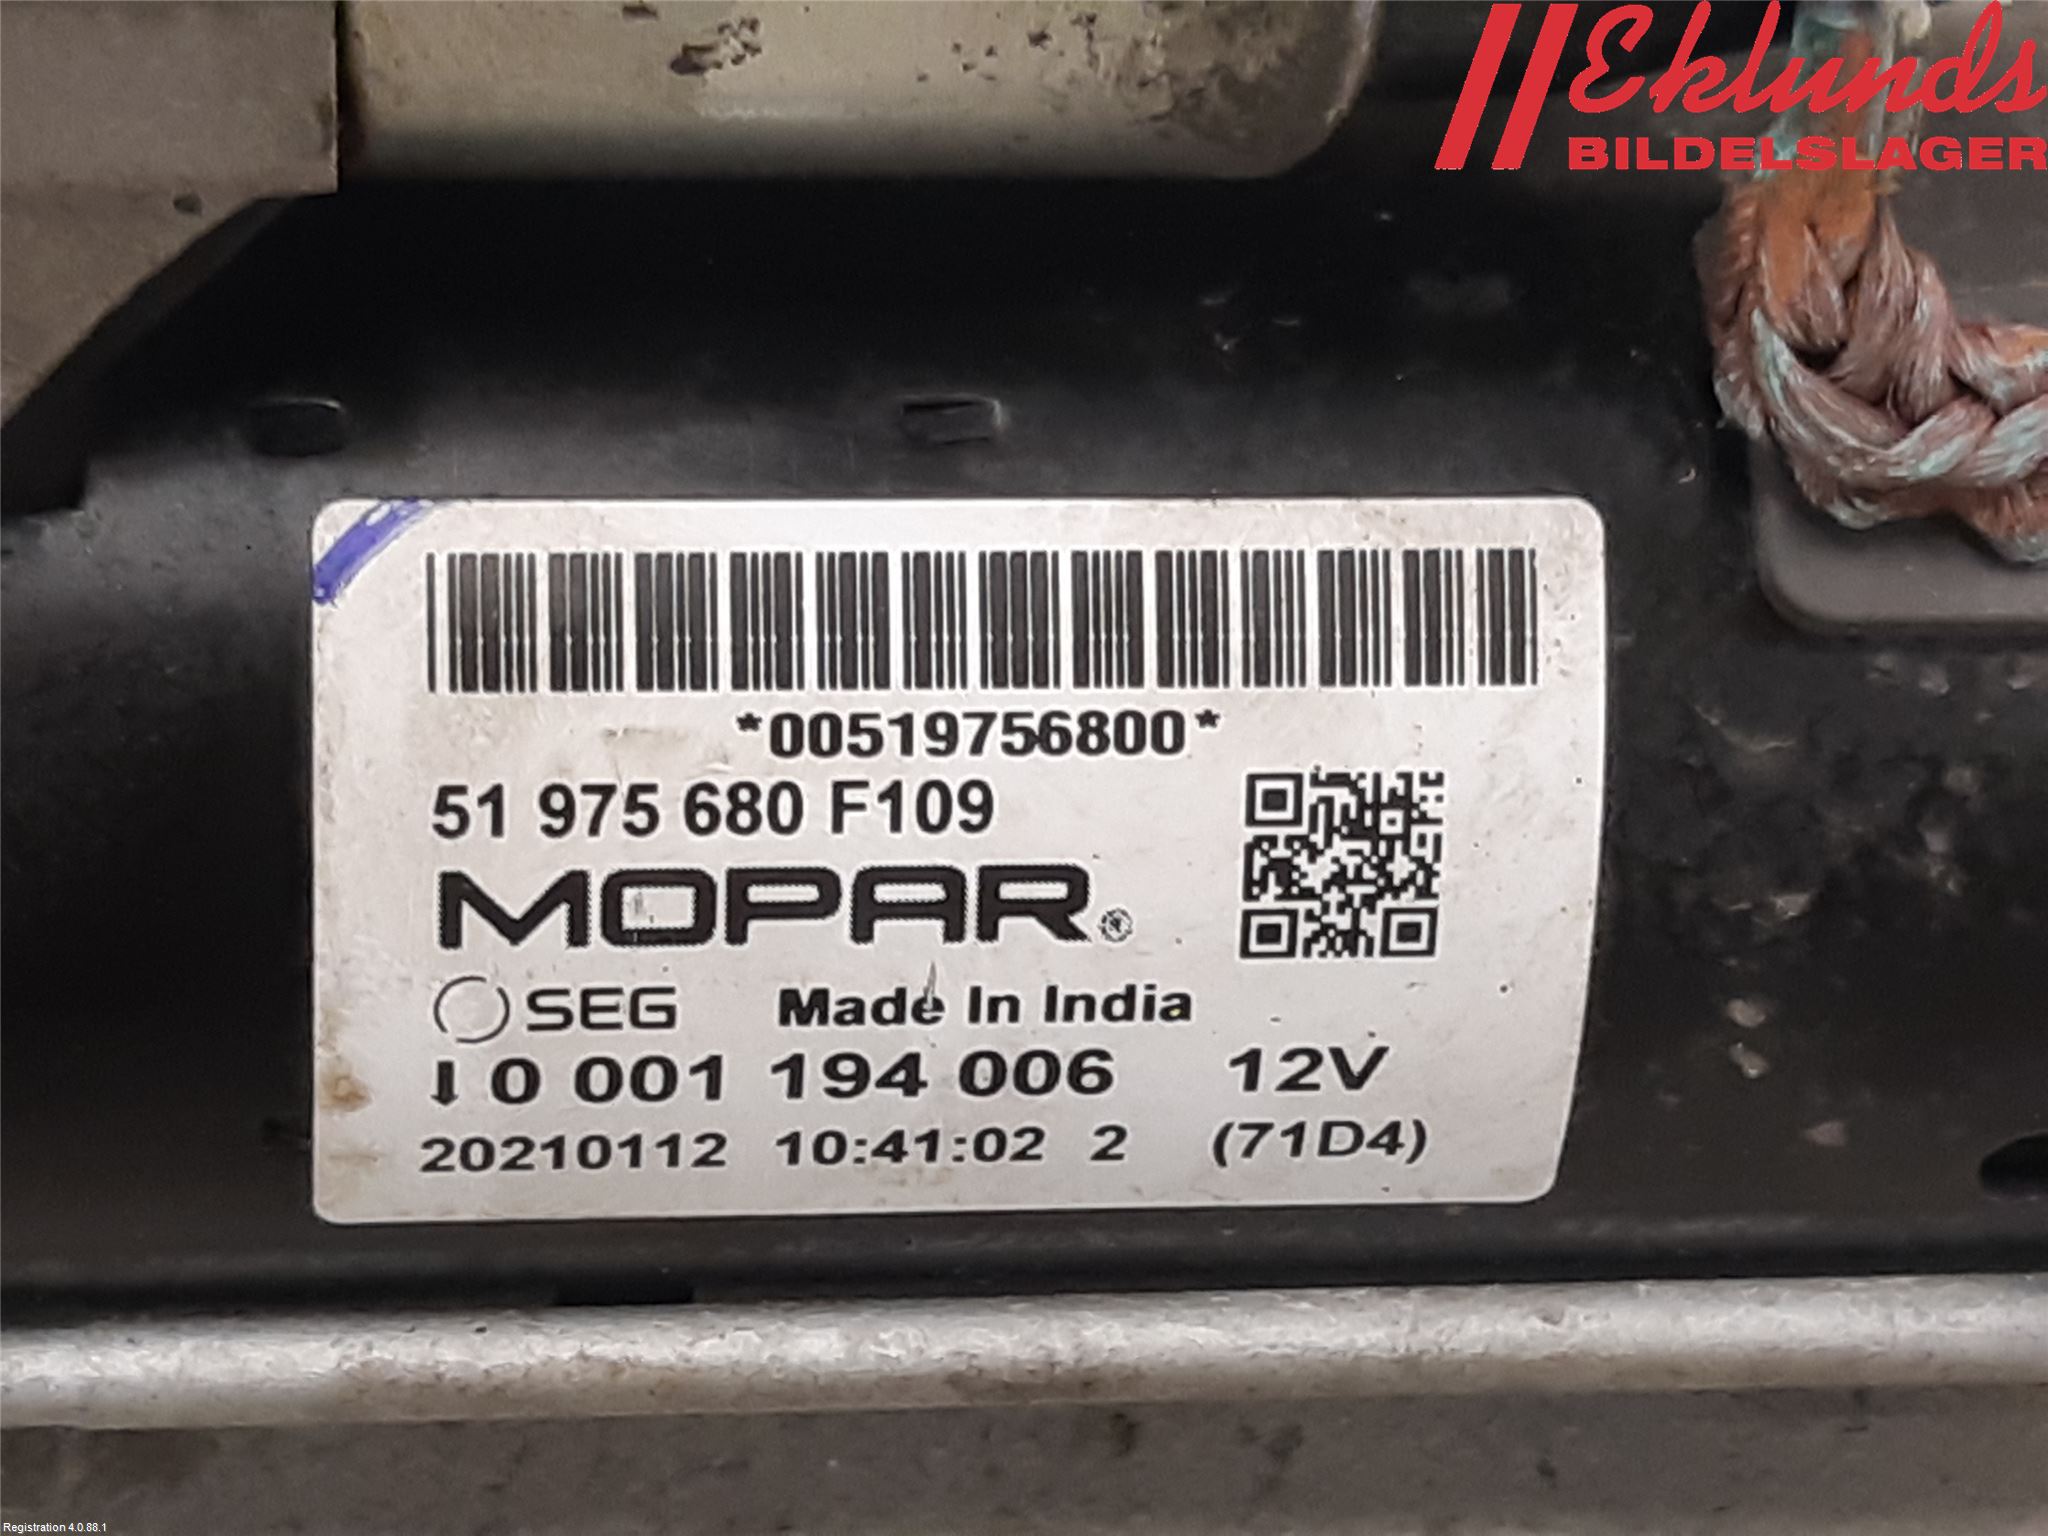 Eklunds
BILDELSLAGER
*00519756800*
51 975 680 F109
MOPAR®
SEG Made In India
0 001 194 006 12V
20210112 10:41:02 2 (71D4)
Registration 4.0.88.1